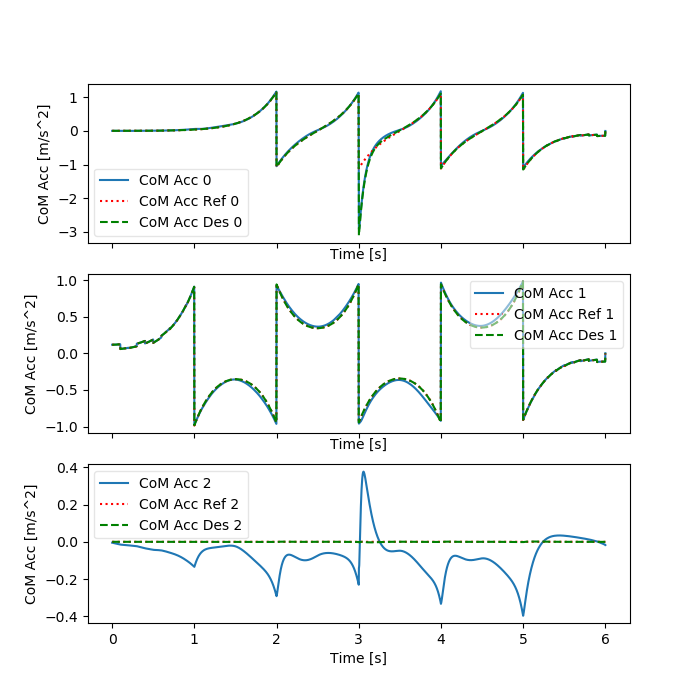 1
0
−1
−2
−3
CoM Acc [m/s^2]
CoM Acc 0
CoM Acc Ref 0
CoM Acc Des 0
Time [s]
1.0
0.5
0.0
−0.5
−1.0
CoM Acc [m/s^2]
CoM Acc 1
CoM Acc Ref 1
CoM Acc Des 1
Time [s]
0.4
0.2
0.0
−0.2
−0.4
CoM Acc [m/s^2]
CoM Acc 2
CoM Acc Ref 2
CoM Acc Des 2
0 1 2 3 4 5 6
Time [s]